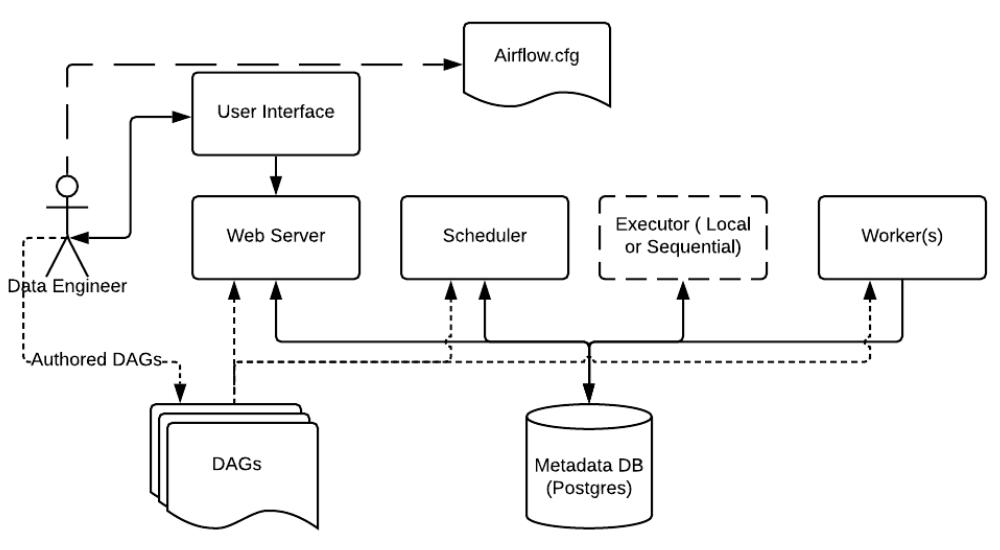 Airflow.cfg
User Interface
Web Server
Scheduler
Executor ( Local
or Sequential)
Worker(s)
Data Engineer
Authored DAGs
DAGs
Metadata DB
(Postgres)